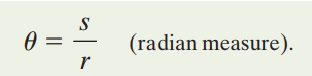 θ = s/r (radian measure).